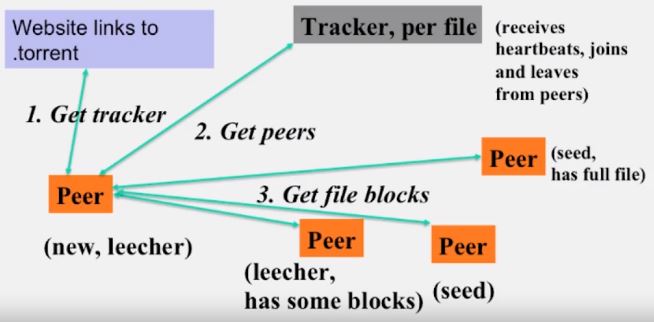 Website links to
.torrent
Tracker, per file
(receives
heartbeats, joins
and leaves
from peers)
1. Get tracker
2. Get peers
Peer
(seed,
has full file)
Peer
(new, leecher)
3. Get file blocks
Peer
(leecher,
has some blocks)
Peer
(seed)